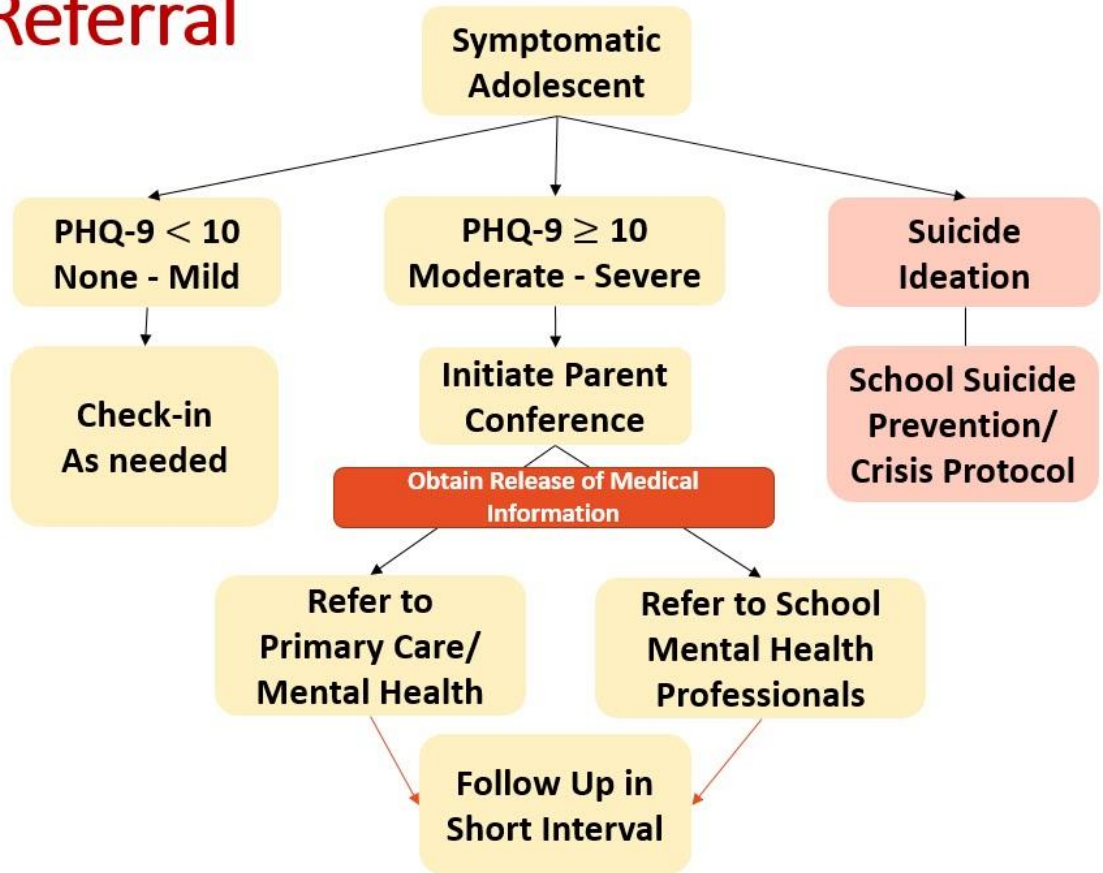 Referral
Symptomatic
Adolescent
PHQ-9 < 10
None - Mild
PHQ-9 ≥ 10
Moderate - Severe
Suicide
Ideation
Check-in
As needed
Initiate Parent
Conference
School Suicide
Prevention/
Crisis Protocol
Obtain Release of Medical
Information
Refer to
Primary Care/
Mental Health
Refer to School
Mental Health
Professionals
Follow Up in
Short Interval